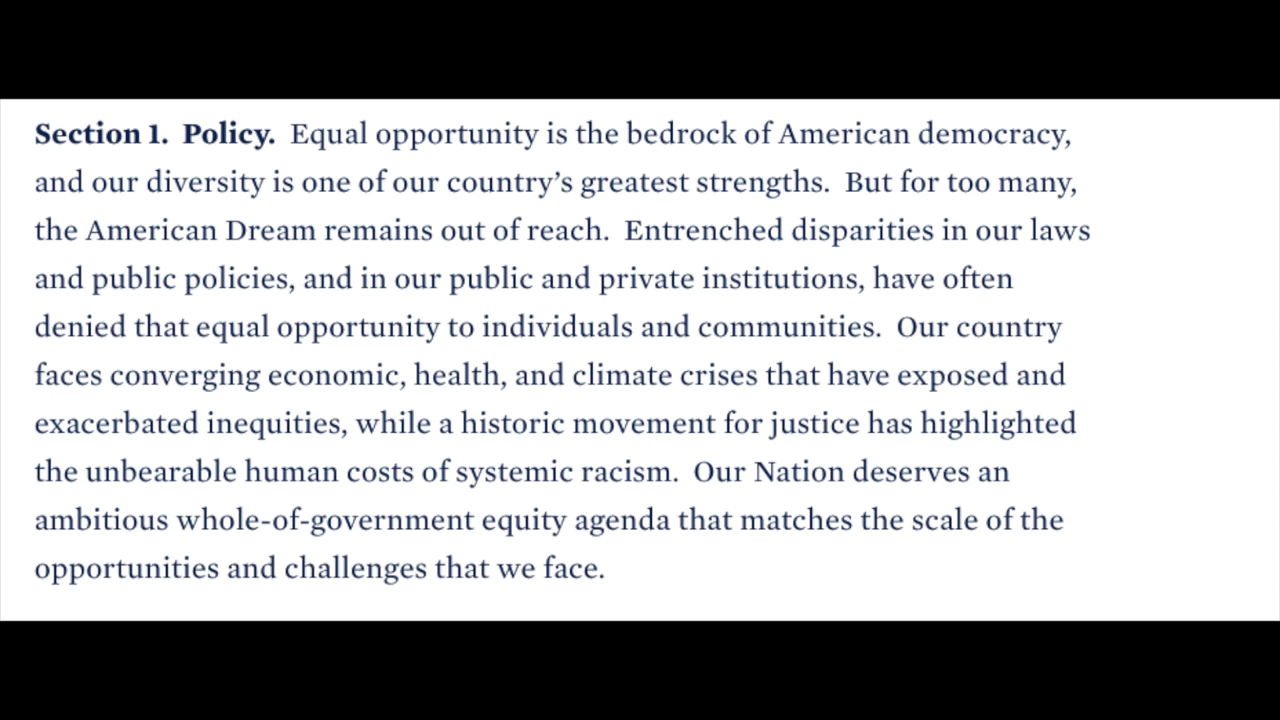 Section 1.  Policy.  Equal opportunity is the bedrock of American democracy,
and our diversity is one of our country’s greatest strengths.  But for too many,
the American Dream remains out of reach.  Entrenched disparities in our laws
and public policies, and in our public and private institutions, have often
denied that equal opportunity to individuals and communities.  Our country
faces converging economic, health, and climate crises that have exposed and
exacerbated inequities, while a historic movement for justice has highlighted
the unbearable human costs of systemic racism.  Our Nation deserves an
ambitious whole-of-government equity agenda that matches the scale of the
opportunities and challenges that we face.